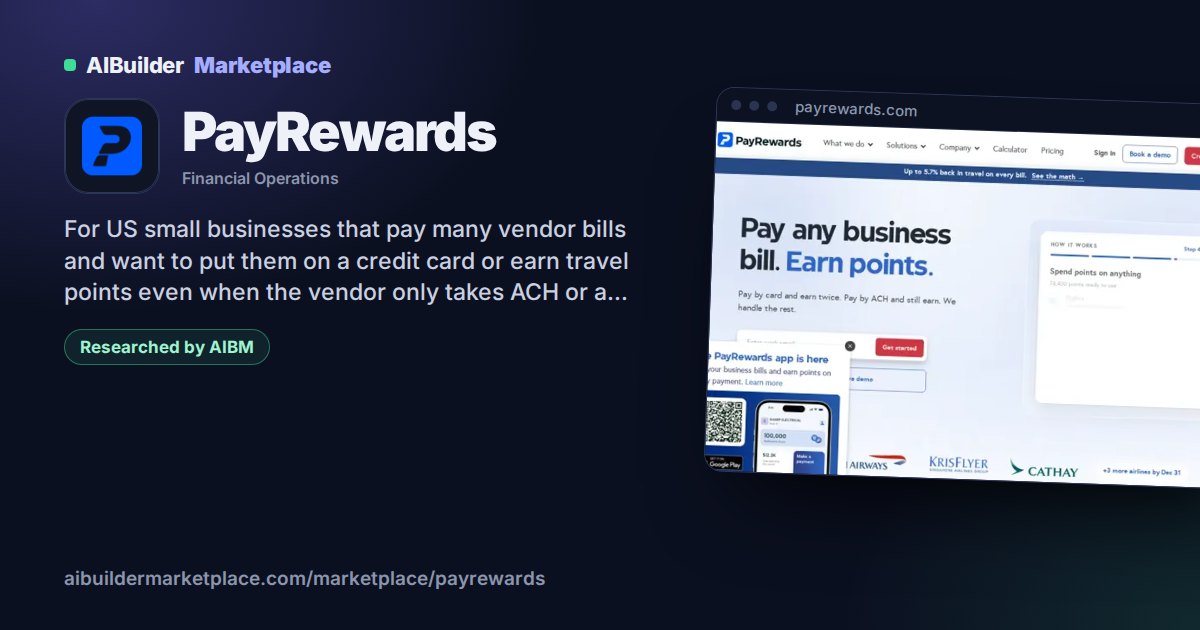 AIBuilder Marketplace
PayRewards
Financial Operations
For US small businesses that pay many vendor bills
and want to put them on a credit card or earn travel
points even when the vendor only takes ACH or a...
Researched by AIBM
aibuildermarketplace.com/marketplace/payrewards
payrewards.com
PayRewards
What we do
Solutions
Company
Calculator
Pricing
Sign in
Book a demo
Up to 5.7% back in travel on every bill. See the math →
Pay any business
bill. Earn points.
Pay by card and earn twice. Pay by ACH and still earn. We
handle the rest.
Get started
demo
HOW IT WORKS
Step
Spend points on anything
PayRewards app is here
your business bills and earn points on
payment. Learn more
100,000
Make a
payment
Google Play
AIRWAYS
KRISFLYER
CATHAY
+3 more airlines by Dec 31